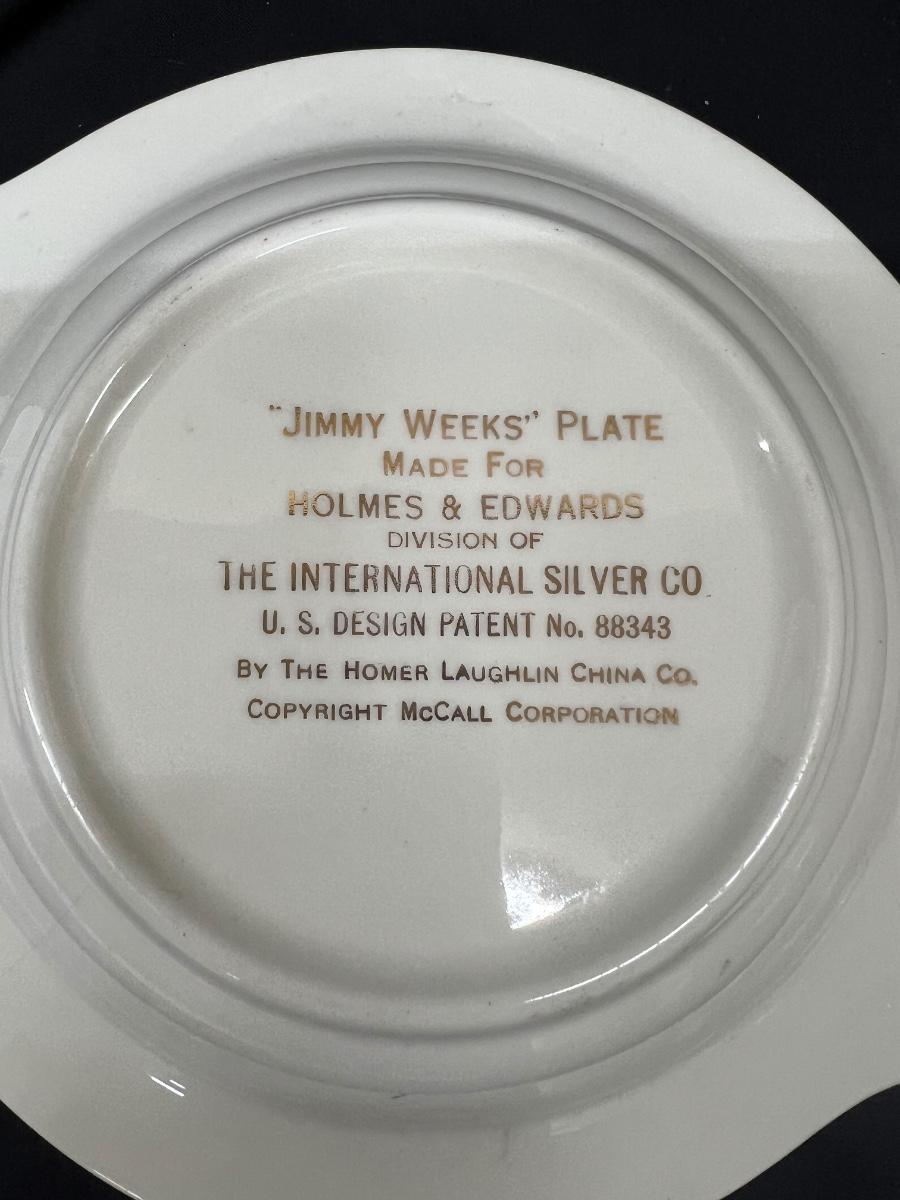 "JIMMY WEEKS" PLATE
MADE FOR
HOLMES & EDWARDS
DIVISION OF
THE INTERNATIONAL SILVER CO.
U. S. DESIGN PATENT No. 88343
BY THE HOMER LAUGHLIN CHINA CO.
COPYRIGHT McCALL CORPORATION